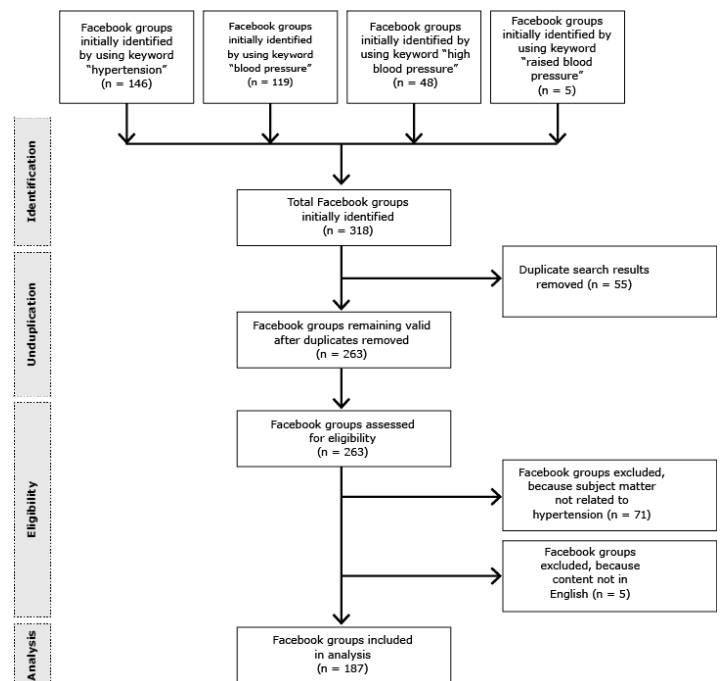 Facebook groups
initially identified
by using keyword
“hypertension”
(n = 146)
Facebook groups
initially identified
by using keyword
“blood pressure”
(n = 119)
Facebook groups
initially identified by
using keyword “high
blood pressure”
(n = 48)
Facebook groups
initially identified by
using keyword
“raised blood
pressure”
(n = 5)
Identification
Total Facebook groups
initially identified
(n = 318)
Unduplication
Duplicate search results
removed (n = 55)
Facebook groups remaining valid
after duplicates removed
(n = 263)
Eligibility
Facebook groups assessed
for eligibility
(n = 263)
Facebook groups excluded,
because subject matter
not related to
hypertension (n = 71)
Facebook groups
excluded, because
content not in
English (n = 5)
Analysis
Facebook groups included
in analysis
(n = 187)